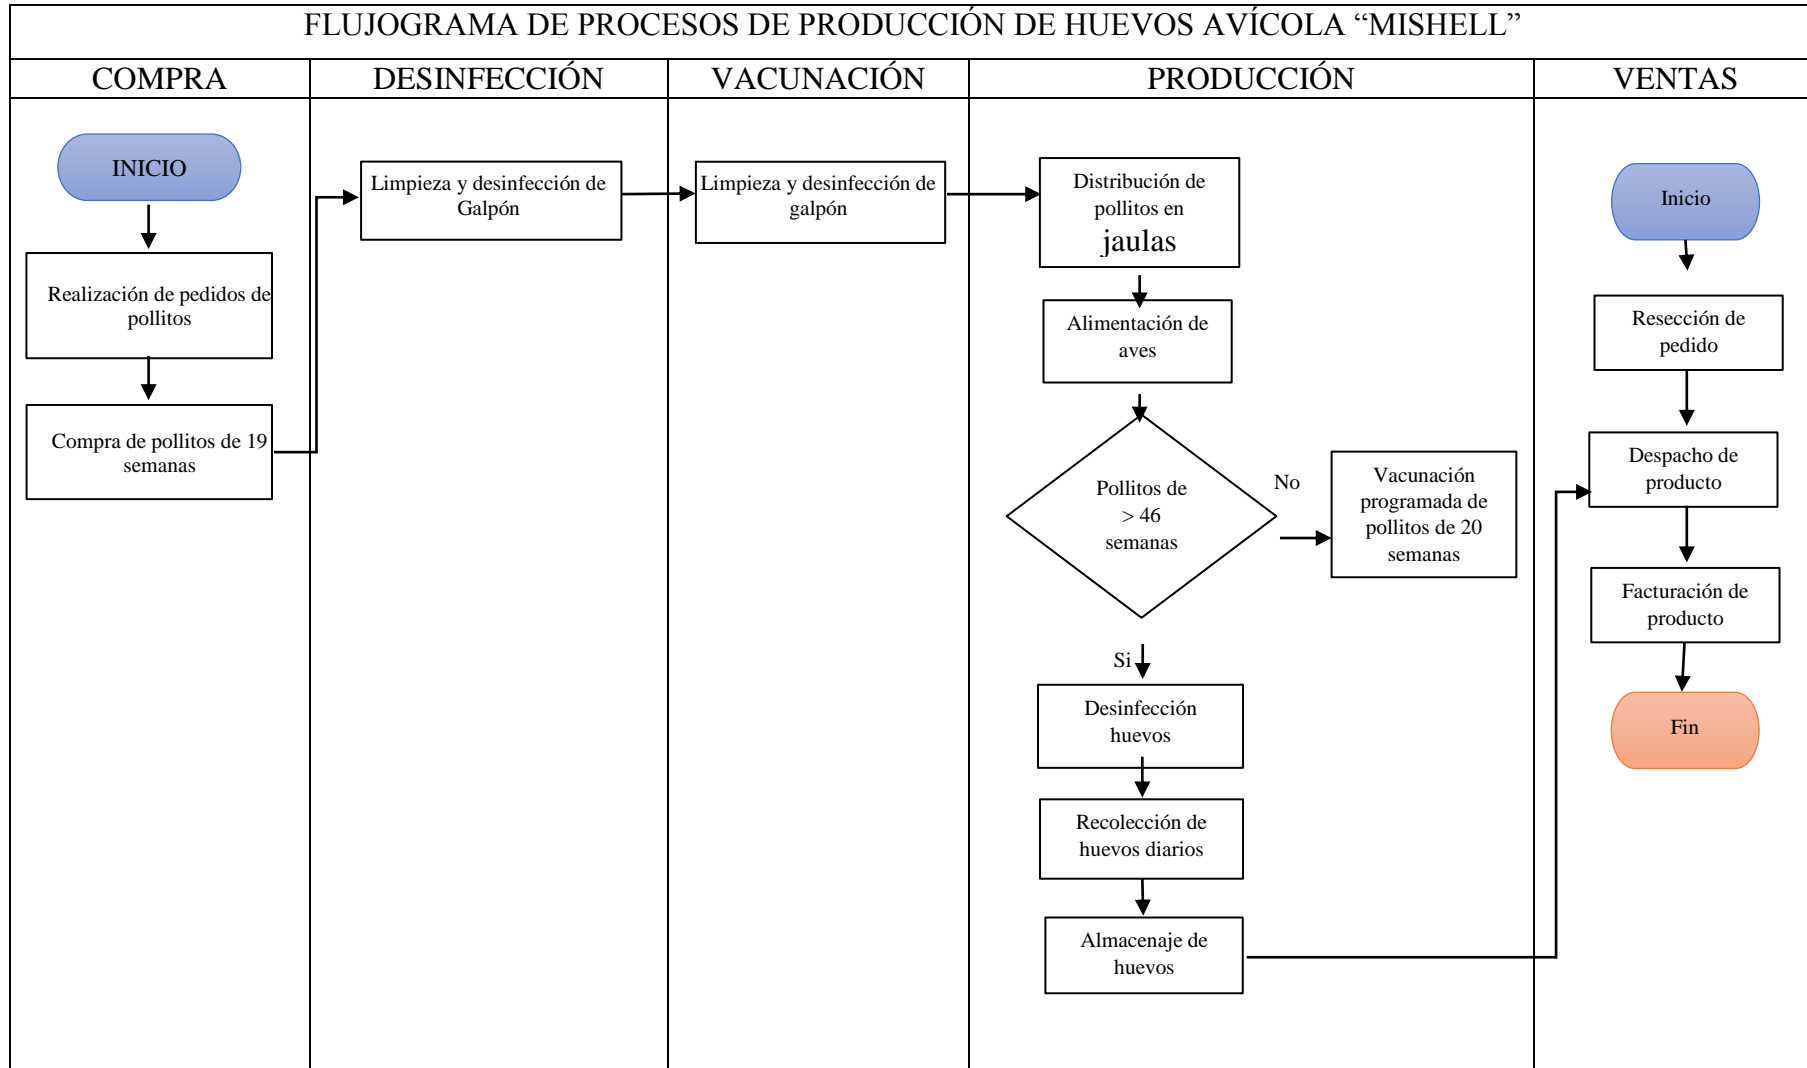 FLUJOGRAMA DE PROCESOS DE PRODUCCIÓN DE HUEVOS AVÍCOLA “MISHELL”
COMPRA
DESINFECCIÓN
VACUNACIÓN
PRODUCCIÓN
VENTAS
INICIO
Realización de pedidos de
pollitos
Compra de pollitos de 19
semanas
Limpieza y desinfección de
Galpón
Limpieza y desinfección de
galpón
Distribución de
pollitos en
jaulas
Alimentación de
aves
Pollitos de
> 46
semanas
No
Vacunación
programada de
pollitos de 20
semanas
Si
Desinfección
huevos
Recolección de
huevos diarios
Almacenaje de
huevos
Inicio
Resección de
pedido
Despacho de
producto
Facturación de
producto
Fin